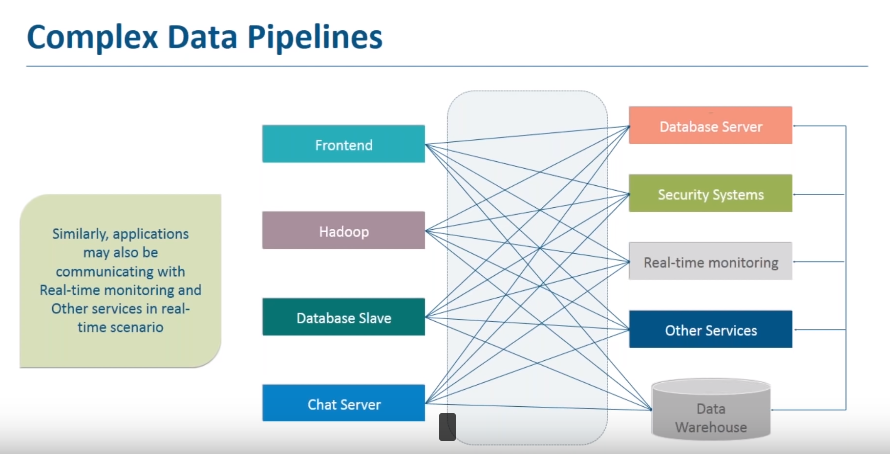 Complex Data Pipelines
Similarly, applications
may also be
communicating with
Real-time monitoring and
Other services in real-
time scenario
Frontend
Hadoop
Database Slave
Chat Server
Database Server
Security Systems
Real-time monitoring
Other Services
Data
Warehouse